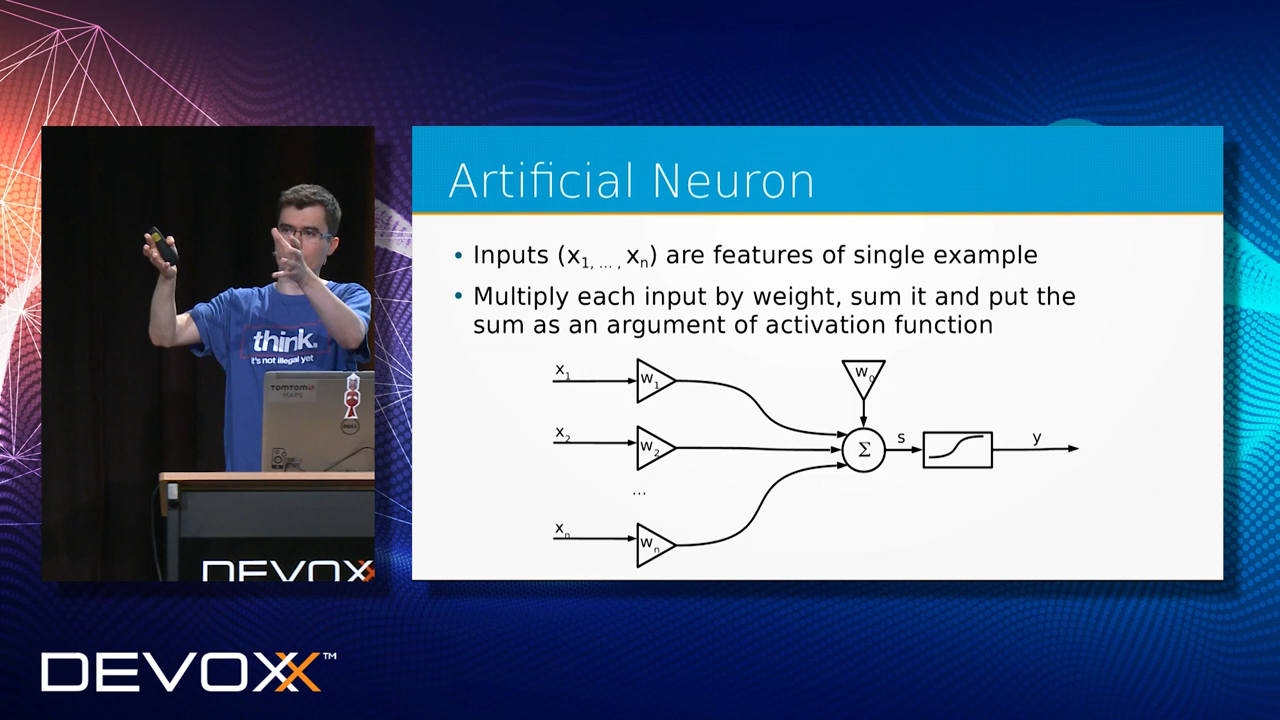 Artificial Neuron
• Inputs (x1, ... , xn) are features of single example
• Multiply each input by weight, sum it and put the
sum as an argument of activation function
x1
w1
w0
x2
w2
Σ
s
y
...
xn
wn
think.
it's not illegal yet
TOMTOM
MAPS
DELL
DEVOXX
DEVOXX™